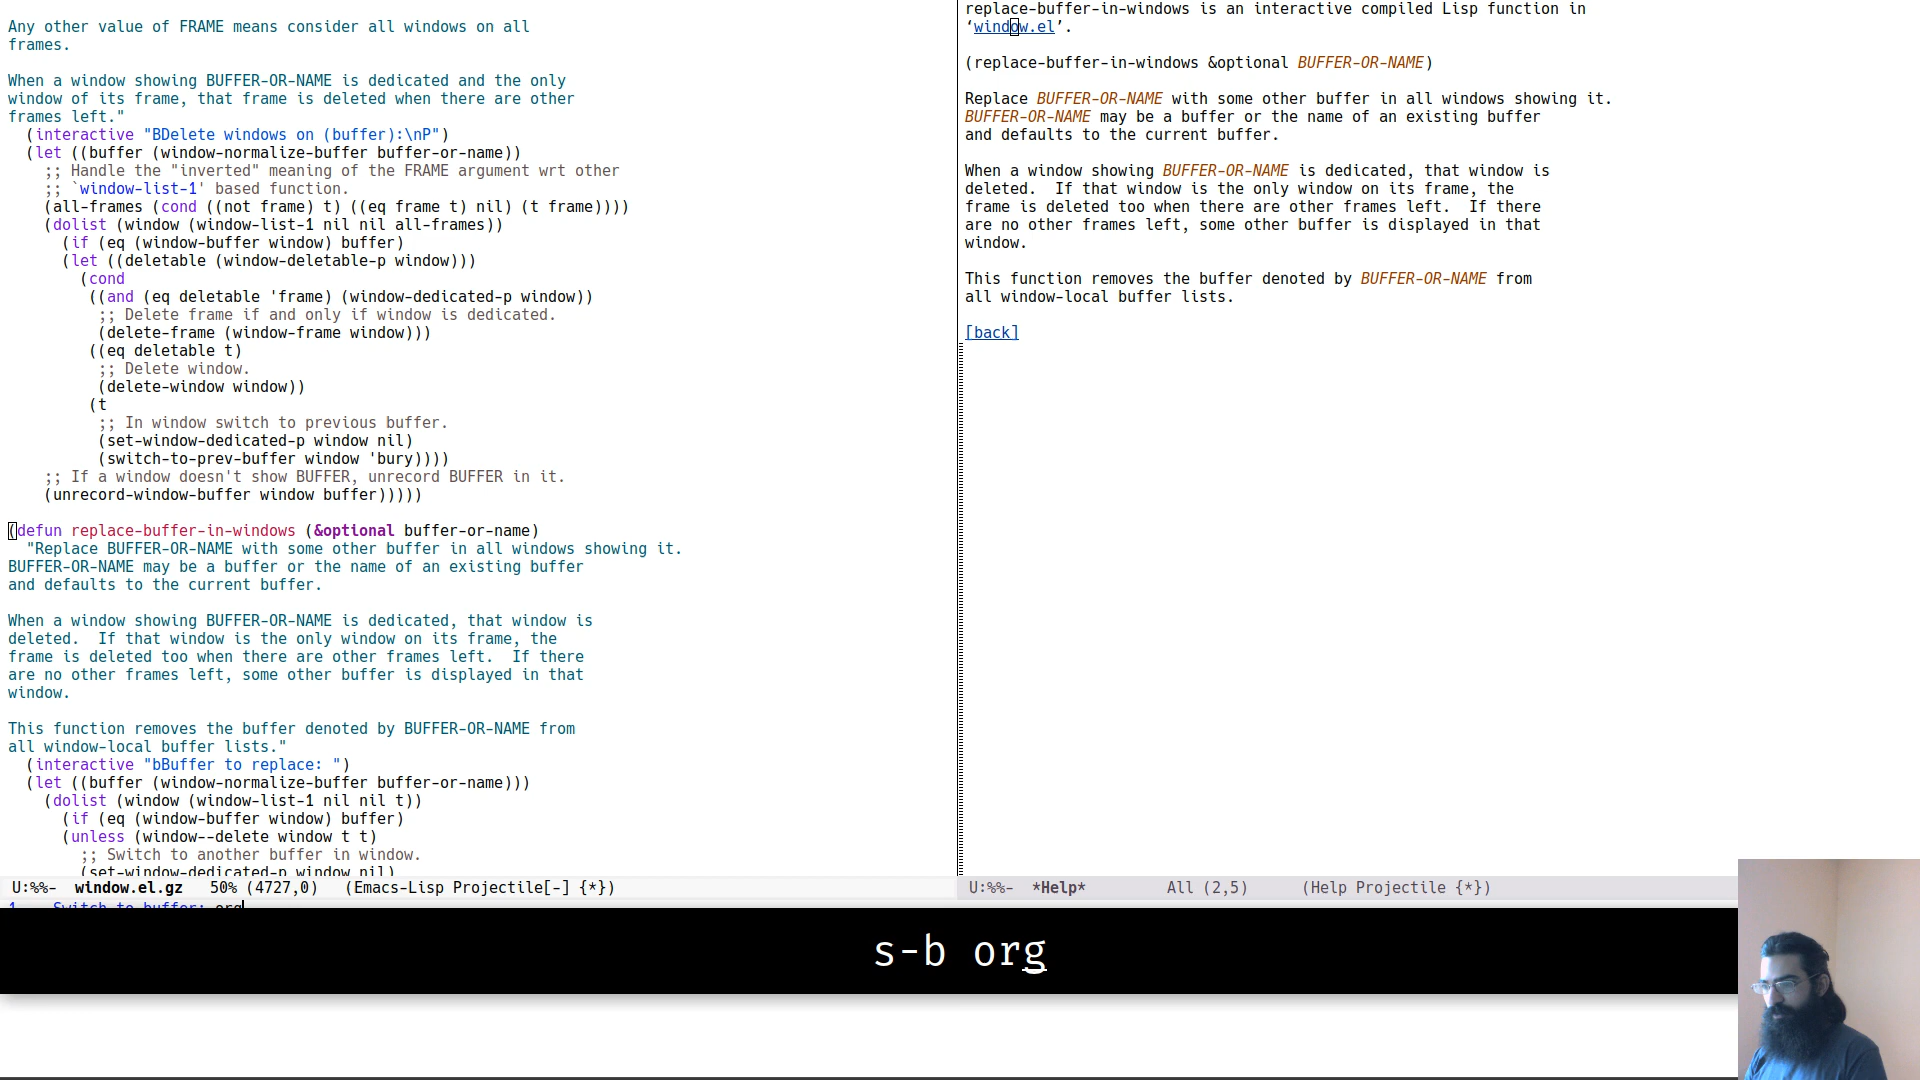 Any other value of FRAME means consider all windows on all
frames.
When a window showing BUFFER-OR-NAME is dedicated and the only
window of its frame, that frame is deleted when there are other
frames left."
(interactive "BDelete windows on (buffer):\nP")
(let ((buffer (window-normalize-buffer buffer-or-name))
;; Handle the "inverted" meaning of the FRAME argument wrt other
;; `window-list-1' based function.
(all-frames (cond ((not frame) t) ((eq frame t) nil) (t frame))))
(dolist (window (window-list-1 nil nil all-frames))
(if (eq (window-buffer window) buffer)
(let ((deletable (window-deletable-p window)))
(cond
((and (eq deletable 'frame) (window-dedicated-p window))
;; Delete frame if and only if window is dedicated.
(delete-frame (window-frame window)))
((eq deletable t)
;; Delete window.
(delete-window window))
(t
;; In window switch to previous buffer.
(set-window-dedicated-p window nil)
(switch-to-prev-buffer window 'bury))))
;; If a window doesn't show BUFFER, unrecord BUFFER in it.
(unrecord-window-buffer window buffer)))))
(defun replace-buffer-in-windows (&optional buffer-or-name)
"Replace BUFFER-OR-NAME with some other buffer in all windows showing it.
BUFFER-OR-NAME may be a buffer or the name of an existing buffer
and defaults to the current buffer.
When a window showing BUFFER-OR-NAME is dedicated, that window is
deleted.  If that window is the only window on its frame, the
frame is deleted too when there are other frames left.  If there
are no other frames left, some other buffer is displayed in that
window.
This function removes the buffer denoted by BUFFER-OR-NAME from
all window-local buffer lists."
(interactive "bBuffer to replace: ")
(let ((buffer (window-normalize-buffer buffer-or-name)))
(dolist (window (window-list-1 nil nil t))
(if (eq (window-buffer window) buffer)
(unless (window--delete window t t)
;; Switch to another buffer in window.
(set-window-dedicated-p window nil)
U:%%-  window.el.gz   50% (4727,0)   (Emacs-Lisp Projectile[-] {*})
1    Switch to buffer: org
replace-buffer-in-windows is an interactive compiled Lisp function in
‘window.el’.
(replace-buffer-in-windows &optional BUFFER-OR-NAME)
Replace BUFFER-OR-NAME with some other buffer in all windows showing it.
BUFFER-OR-NAME may be a buffer or the name of an existing buffer
and defaults to the current buffer.
When a window showing BUFFER-OR-NAME is dedicated, that window is
deleted.  If that window is the only window on its frame, the
frame is deleted too when there are other frames left.  If there
are no other frames left, some other buffer is displayed in that
window.
This function removes the buffer denoted by BUFFER-OR-NAME from
all window-local buffer lists.
[back]
U:%%-  *Help*         All (2,5)      (Help Projectile {*})
s-b org